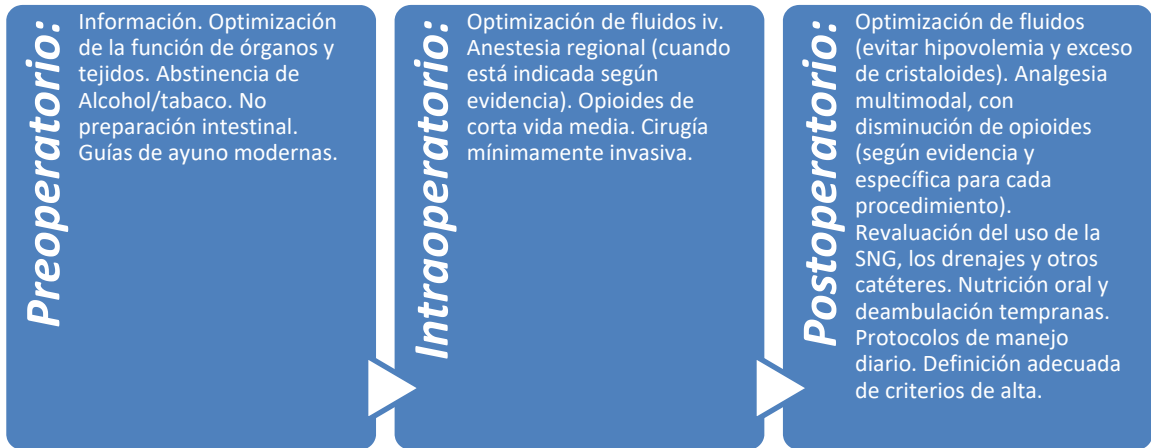 Preoperatorio:
Información. Optimización
de la función de órganos y
tejidos. Abstinencia de
Alcohol/tabaco. No
preparación intestinal.
Guías de ayuno modernas.
Intraoperatorio:
Optimización de fluidos iv.
Anestesia regional (cuando
está indicada según
evidencia). Opioides de
corta vida media. Cirugía
mínimamente invasiva.
Postoperatorio:
Optimización de fluidos
(evitar hipovolemia y exceso
de cristaloides). Analgesia
multimodal, con
disminución de opioides
(según evidencia y
específica para cada
procedimiento).
Revaluación del uso de la
SNG, los drenajes y otros
catéteres. Nutrición oral y
deambulación tempranas.
Protocolos de manejo
diario. Definición adecuada
de criterios de alta.